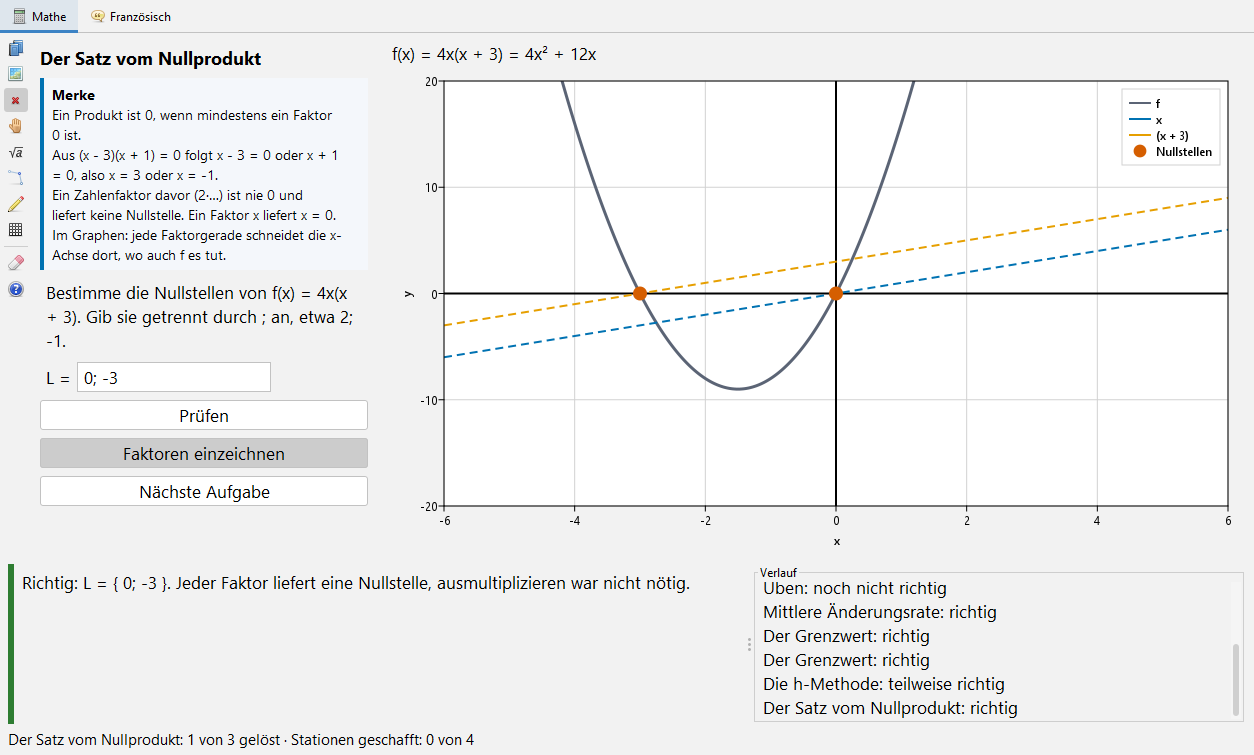 Mathe
Französisch
Der Satz vom Nullprodukt
Merke
Ein Produkt ist 0, wenn mindestens ein Faktor
0 ist.
Aus (x - 3)(x + 1) = 0 folgt x - 3 = 0 oder x + 1
= 0, also x = 3 oder x = -1.
Ein Zahlenfaktor davor (2·...) ist nie 0 und
liefert keine Nullstelle. Ein Faktor x liefert x = 0.
Im Graphen: jede Faktorgerade schneidet die x-
Achse dort, wo auch f es tut.
Bestimme die Nullstellen von f(x) = 4x(x
+ 3). Gib sie getrennt durch ; an, etwa 2;
-1.
L = 0; -3
Prüfen
Faktoren einzeichnen
Nächste Aufgabe
√a
f(x) = 4x(x + 3) = 4x² + 12x
20
10
0
-10
-20
y
-6
-4
-2
0
2
4
6
x
f
x
(x + 3)
Nullstellen
Richtig: L = { 0; -3 }. Jeder Faktor liefert eine Nullstelle, ausmultiplizieren war nicht nötig.
Verlauf
Üben: noch nicht richtig
Mittlere Änderungsrate: richtig
Der Grenzwert: richtig
Der Grenzwert: richtig
Die h-Methode: teilweise richtig
Der Satz vom Nullprodukt: richtig
Der Satz vom Nullprodukt: 1 von 3 gelöst · Stationen geschafft: 0 von 4